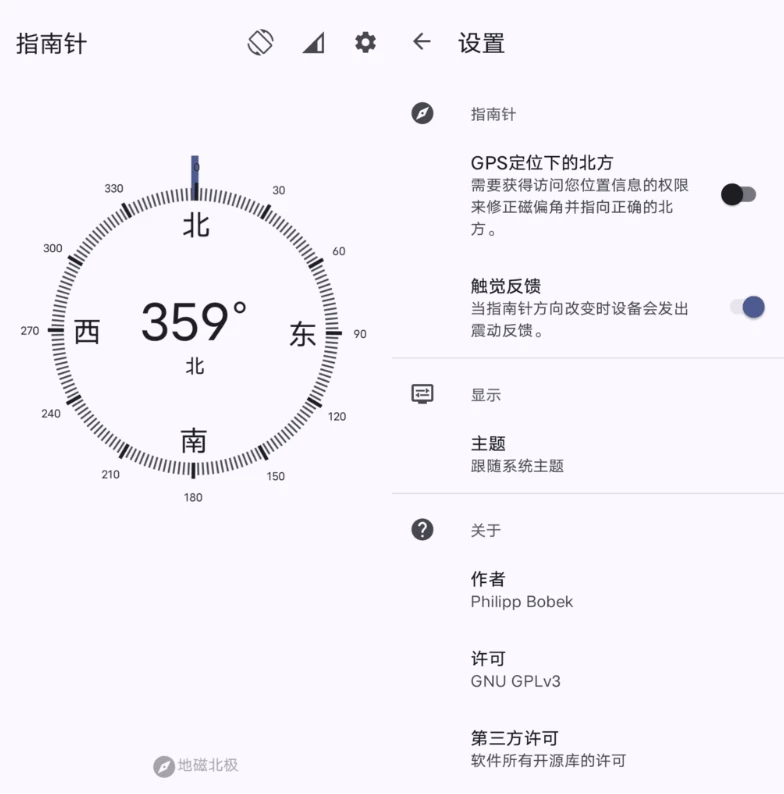 指南针
0
30
330
北
60
300
359°
西
东
270
90
北
120
240
南
150
210
180
地磁北极
设置
指南针
GPS定位下的北方
需要获得访问您位置信息的权限
来修正磁偏角并指向正确的北
方。
触觉反馈
当指南针方向改变时设备会发出
震动反馈。
显示
主题
跟随系统主题
关于
作者
Philipp Bobek
许可
GNU GPLv3
第三方许可
软件所有开源库的许可